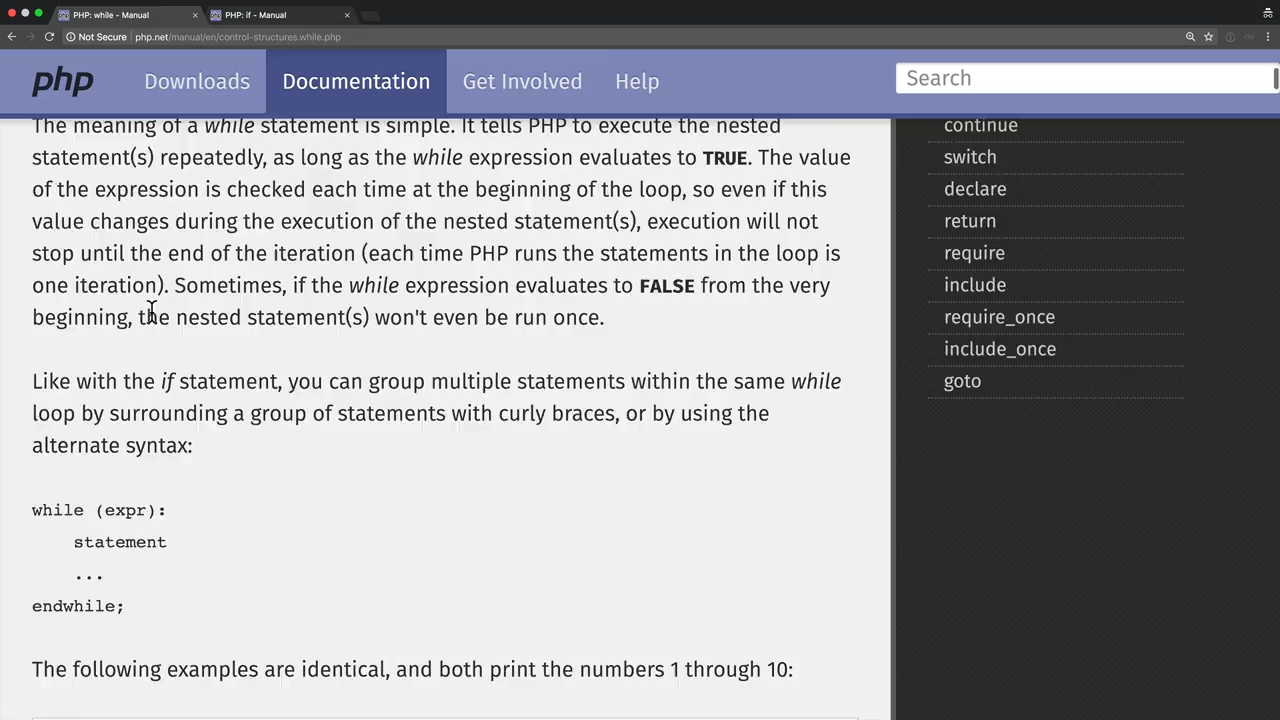 PHP: while - Manual
PHP: if - Manual
Not Secure
php.net/manual/en/control-structures.while.php
php
Downloads
Documentation
Get Involved
Help
Search
The meaning of a while statement is simple. It tells PHP to execute the nested
statement(s) repeatedly, as long as the while expression evaluates to TRUE. The value
of the expression is checked each time at the beginning of the loop, so even if this
value changes during the execution of the nested statement(s), execution will not
stop until the end of the iteration (each time PHP runs the statements in the loop is
one iteration). Sometimes, if the while expression evaluates to FALSE from the very
beginning, the nested statement(s) won't even be run once.
Like with the if statement, you can group multiple statements within the same while
loop by surrounding a group of statements with curly braces, or by using the
alternate syntax:
while (expr):
statement
...
endwhile;
The following examples are identical, and both print the numbers 1 through 10:
continue
switch
declare
return
require
include
require_once
include_once
goto